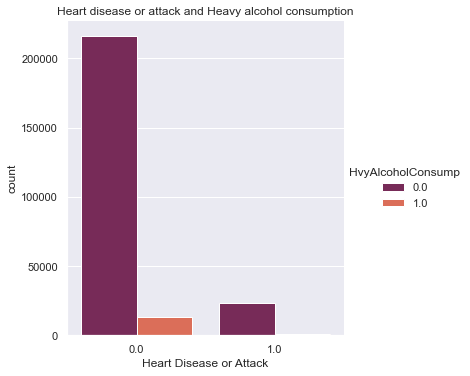 Heart disease or attack and Heavy alcohol consumption
200000
150000
100000
50000
0
count
0.0
1.0
Heart Disease or Attack
HvyAlcoholConsump
0.0
1.0